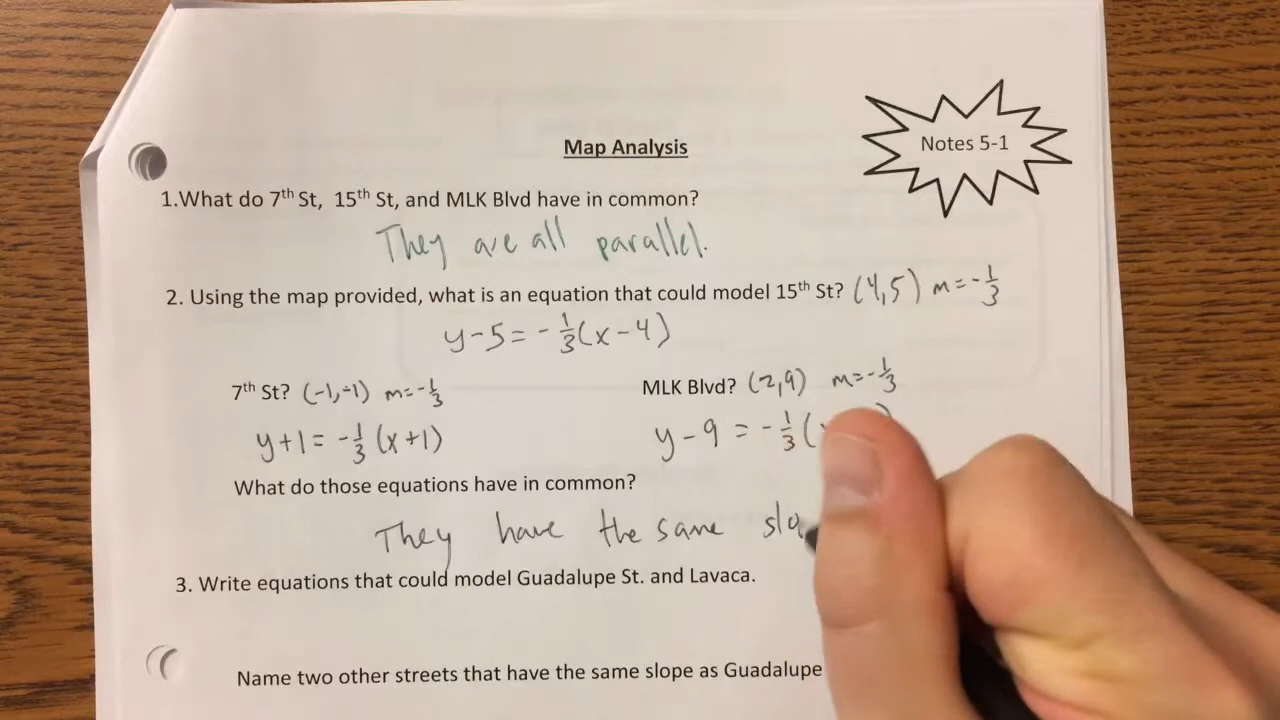 Map Analysis
Notes 5-1
1.What do 7th St, 15th St, and MLK Blvd have in common?
They are all parallel.
2. Using the map provided, what is an equation that could model 15th St? (4,5) m=-1/3
y-5=-1/3(x-4)
7th St? (-1,-1) m=-1/3
MLK Blvd? (2,9) m=-1/3
y+1=-1/3(x+1)
y-9=-1/3(
What do those equations have in common?
They have the same slo
3. Write equations that could model Guadalupe St. and Lavaca.
Name two other streets that have the same slope as Guadalupe